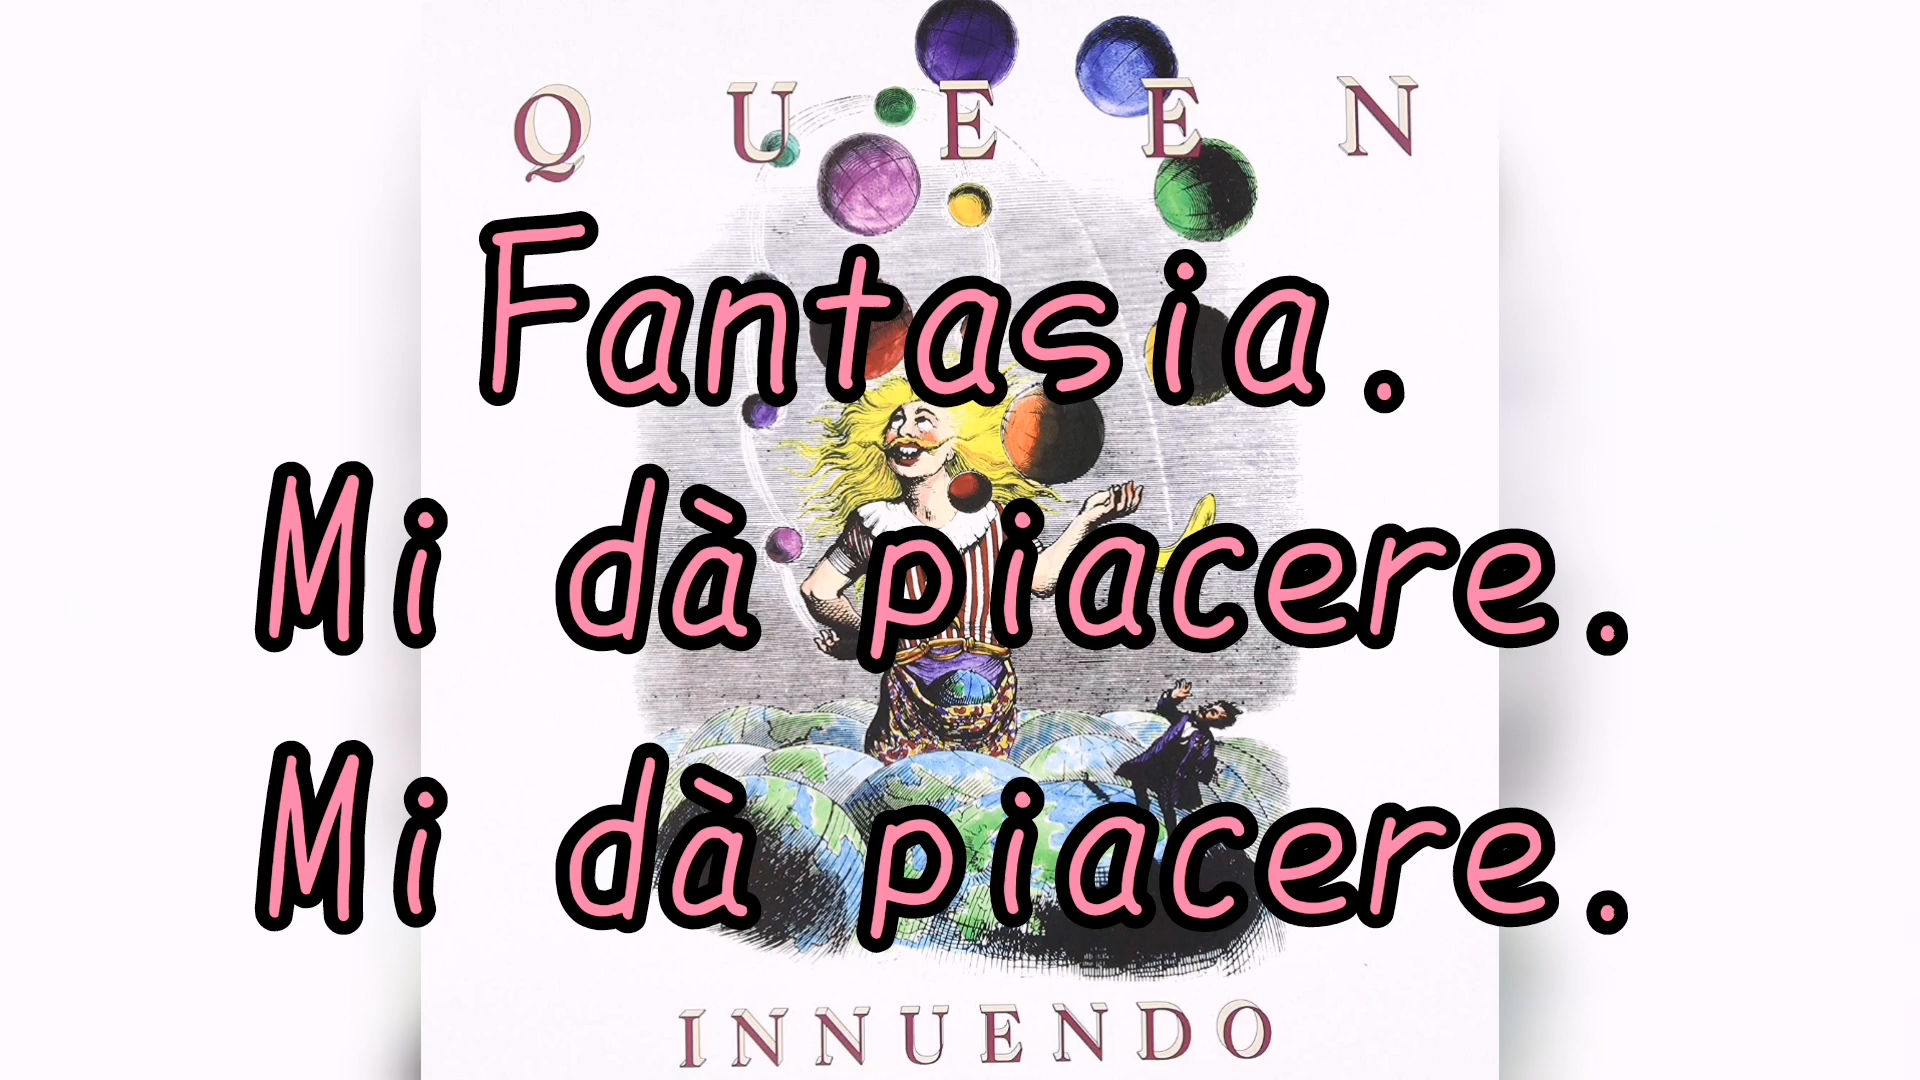 QUEEN
Fantasia.
Mi dà piacere.
Mi dà piacere.
INNUENDO